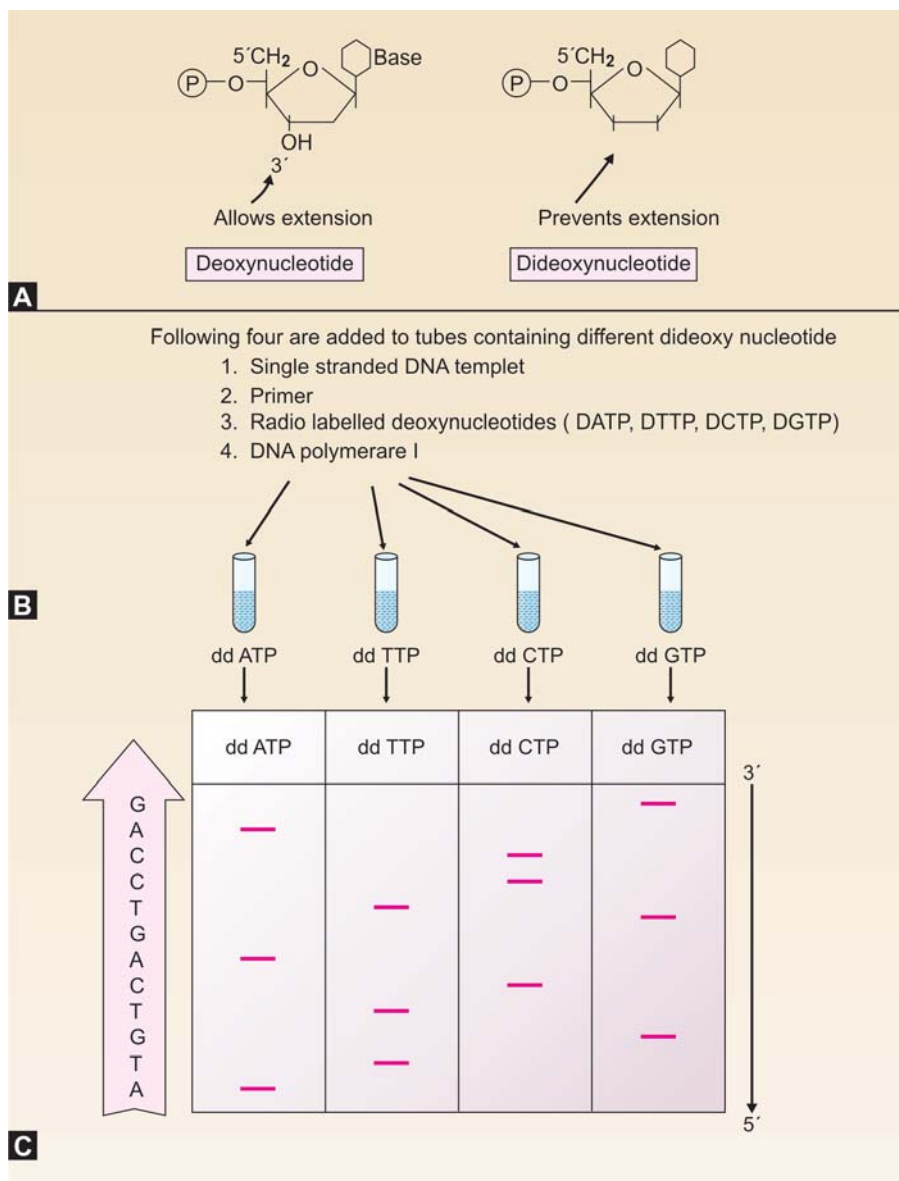 5´CH2
O
Base
P
O
OH
3´
Allows extension
Deoxynucleotide
5´CH2
O
P
O
Prevents extension
Dideoxynucleotide
A
Following four are added to tubes containing different dideoxy nucleotide
1. Single stranded DNA templet
2. Primer
3. Radio labelled deoxynucleotides ( DATP, DTTP, DCTP, DGTP)
4. DNA polymerare I
B
dd ATP dd TTP dd CTP dd GTP
dd ATP dd TTP dd CTP dd GTP
3´
G
A
C
C
T
G
A
C
T
G
T
A
5´
C